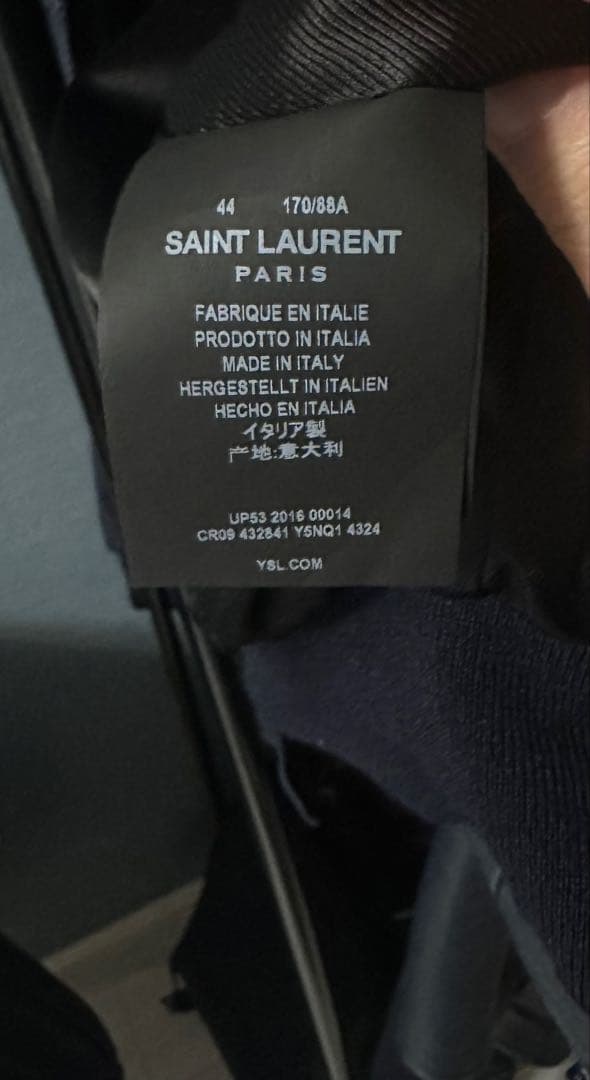 44 170/88A
SAINT LAURENT
PARIS
FABRIQUE EN ITALIE
PRODOTTO IN ITALIA
MADE IN ITALY
HERGESTELLT IN ITALIEN
HECHO EN ITALIA
イタリア製
产地:意大利
UP53 2016 00014
CR09 432841 Y5NQ1 4324
YSL.COM